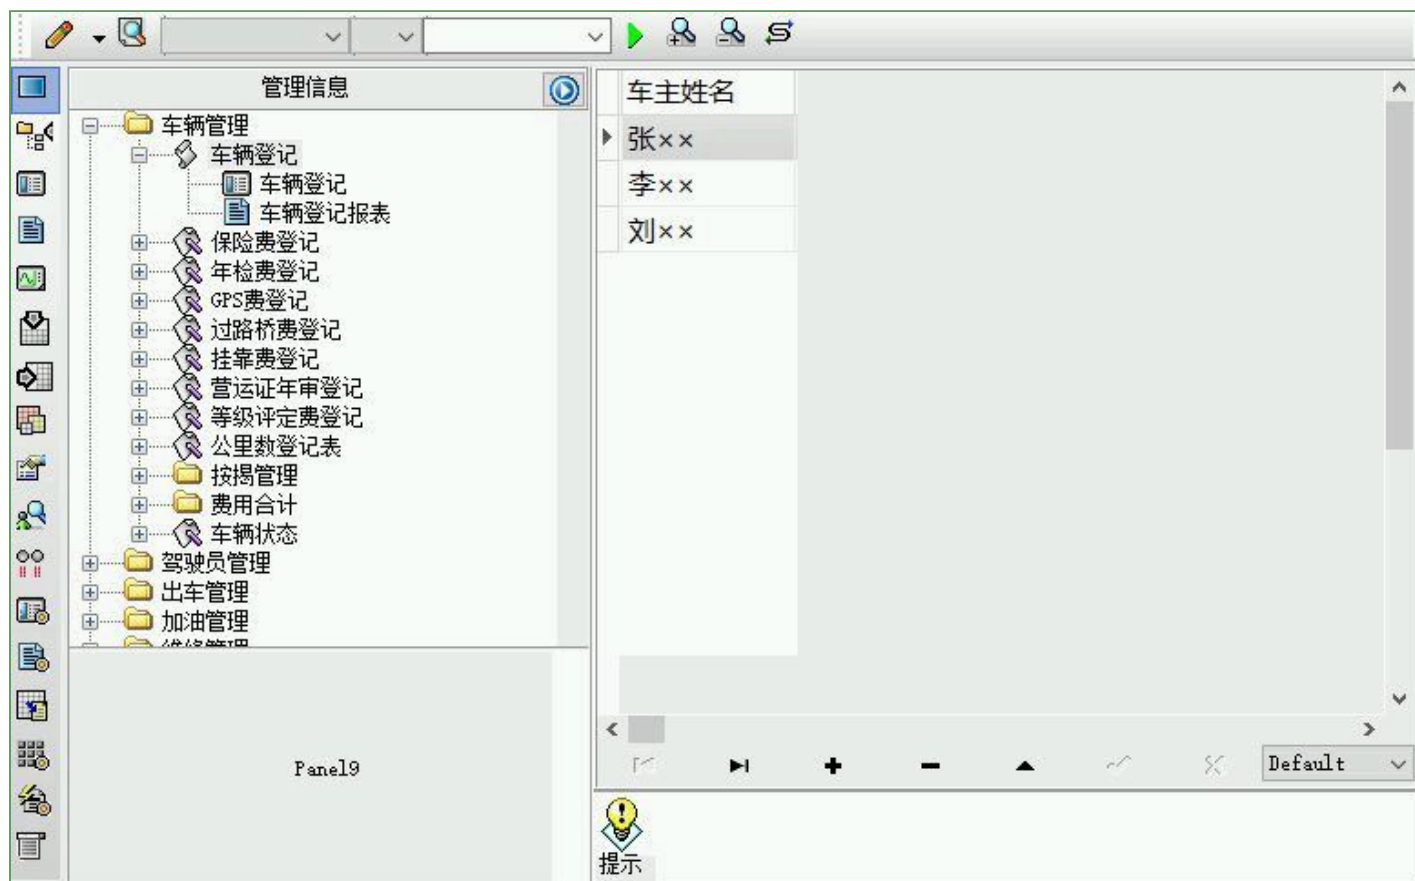 管理信息
车辆管理
车辆登记
车辆登记
车辆登记报表
保险费登记
年检费登记
GPS费登记
过路桥费登记
挂靠费登记
营运证年审登记
等级评定费登记
公里数登记表
按揭管理
费用合计
车辆状态
驾驶员管理
出车管理
加油管理
维修管理
Panel9
车主姓名
张××
李××
刘××
Default
提示